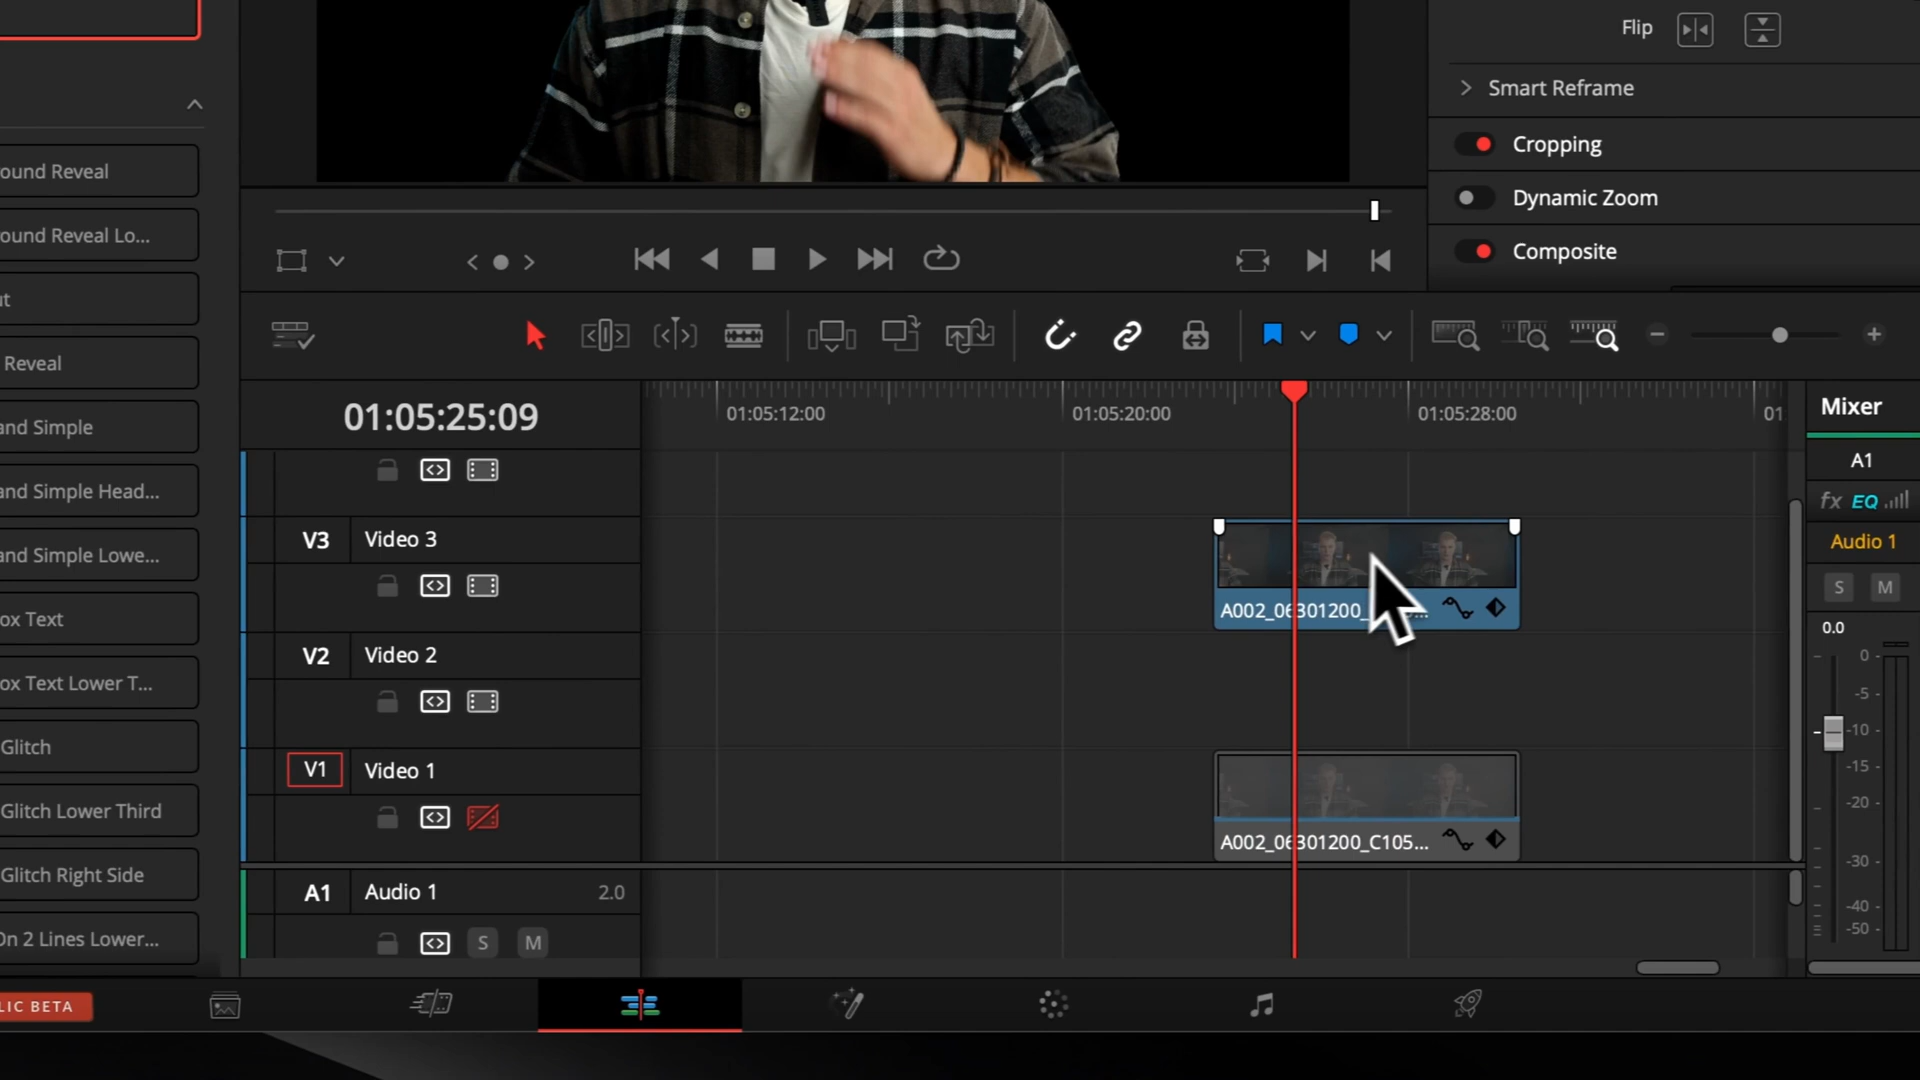 Flip
Smart Reframe
Cropping
Dynamic Zoom
Composite
ound Reveal
ound Reveal Lo...
ut
Reveal
and Simple
and Simple Head...
and Simple Lowe...
ox Text
ox Text Lower T...
Glitch
Glitch Lower Third
Glitch Right Side
On 2 Lines Lower...
01:05:25:09
01:05:12:00
01:05:20:00
01:05:28:00
01:
V3 Video 3
V2 Video 2
V1 Video 1
A1 Audio 1 2.0
S M
A002_06301200_
A002_06301200_C105...
Mixer
A1
fx EQ
Audio 1
S M
0.0
0
-5
-10
-15
-20
-30
-40
-50
LIC BETA